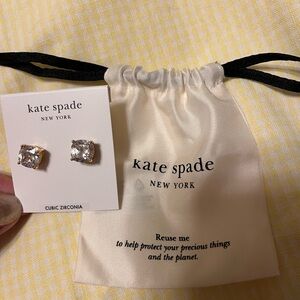 kate spade
NEW YORK
CUBIC ZIRCONIA
kate spade
NEW YORK
Reuse me
to help protect your precious things
and the planet.